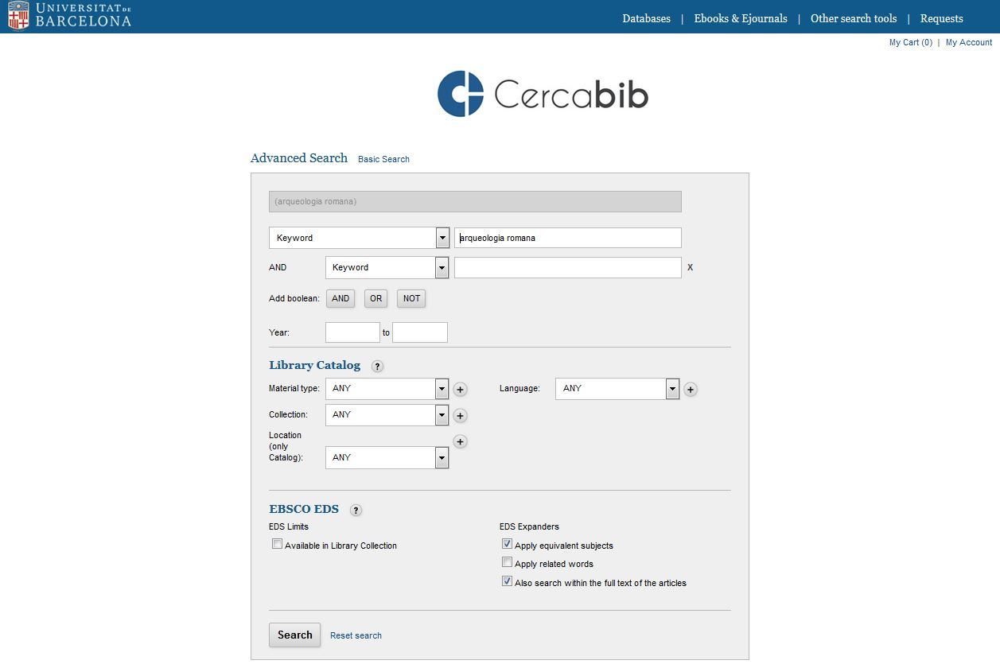 UNIVERSITAT DE
BARCELONA
Databases | Ebooks & Ejournals | Other search tools | Requests
My Cart (0) | My Account
Cercabib
Advanced Search Basic Search
(arqueologia romana)
Keyword arqueologia romana
AND Keyword X
Add boolean: AND OR NOT
Year: to
Library Catalog ?
Material type: ANY + Language: ANY +
Collection: ANY +
Location
(only
Catalog): ANY +
EBSCO EDS ?
EDS Limits EDS Expanders
Available in Library Collection Apply equivalent subjects
Apply related words
Also search within the full text of the articles
Search Reset search